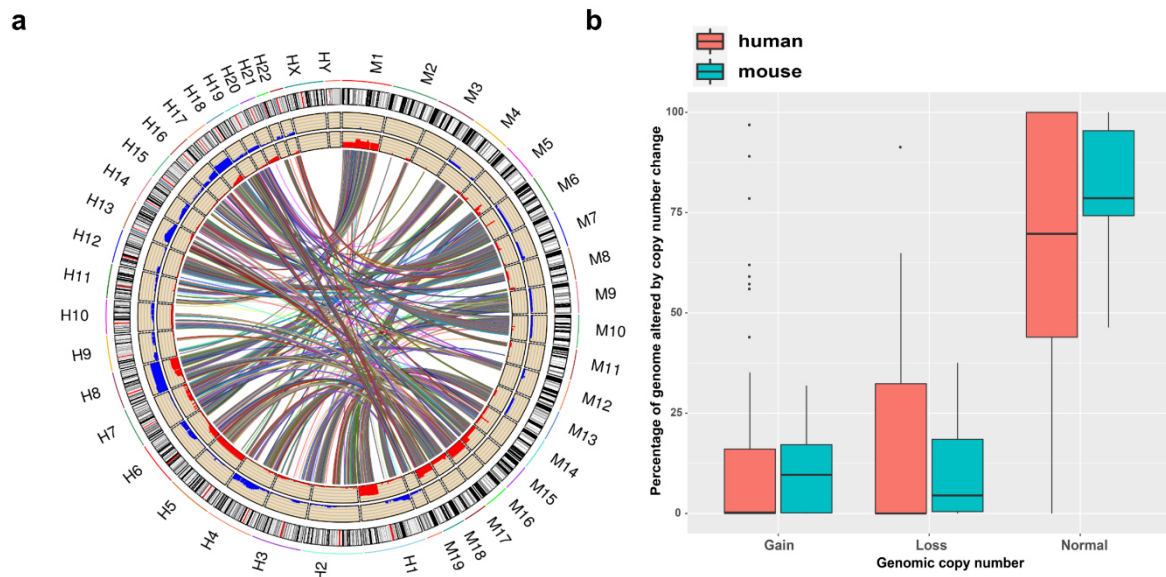 a
b
human
mouse
HY
HX
H22
H21
H20
H19
H18
H17
H16
H15
H14
H13
H12
H11
H10
H9
H8
H7
H6
H5
H4
H3
H2
H1
M1
M2
M3
M4
M5
M6
M7
M8
M9
M10
M11
M12
M13
M14
M15
M16
M17
M18
M19
Percentage of genome altered by copy number change
100
75
50
25
0
Gain
Loss
Normal
Genomic copy number